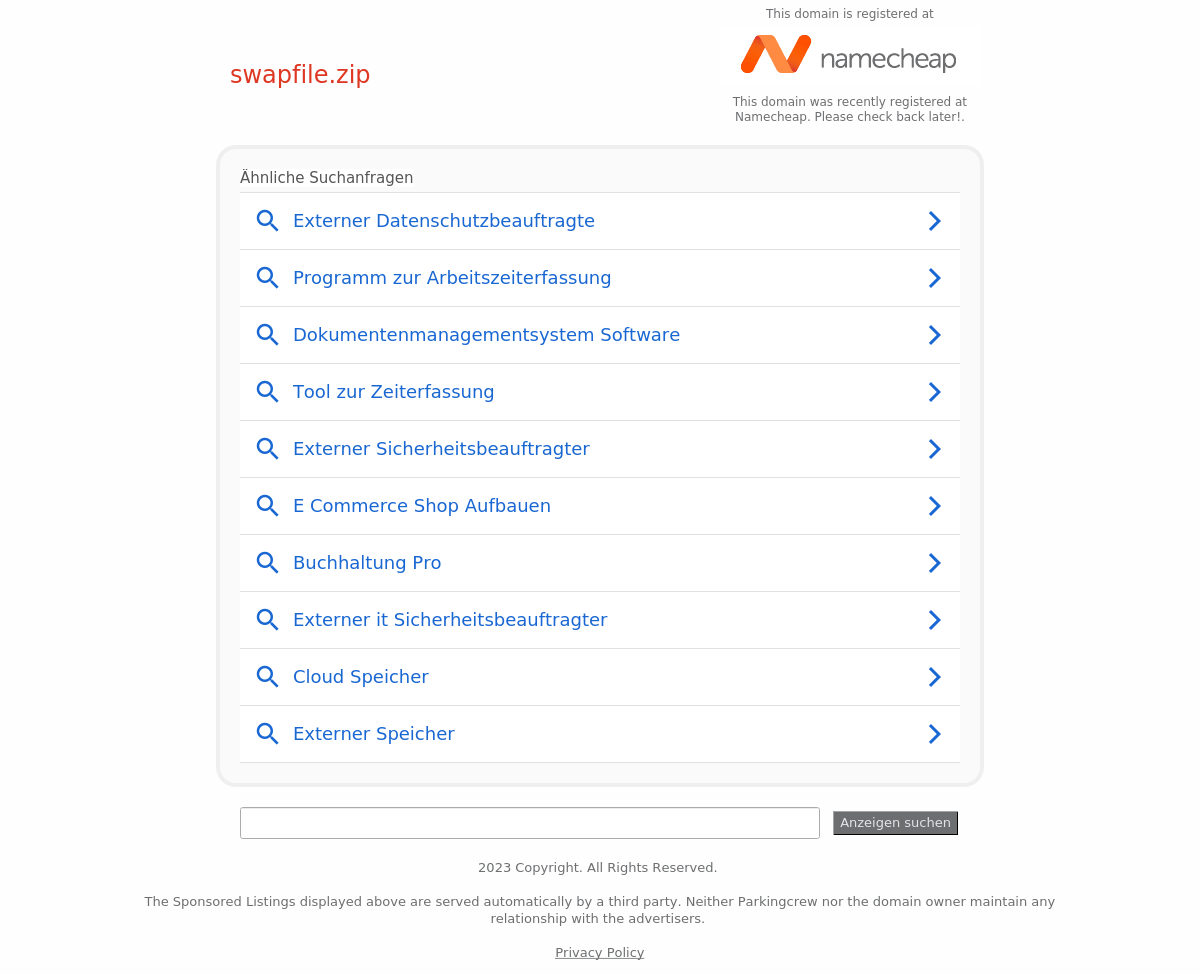 This domain is registered at
namecheap
swapfile.zip
This domain was recently registered at
Namecheap. Please check back later!.
Ähnliche Suchanfragen
Externer Datenschutzbeauftragte
Programm zur Arbeitszeiterfassung
Dokumentenmanagementsystem Software
Tool zur Zeiterfassung
Externer Sicherheitsbeauftragter
E Commerce Shop Aufbauen
Buchhaltung Pro
Externer it Sicherheitsbeauftragter
Cloud Speicher
Externer Speicher
Anzeigen suchen
2023 Copyright. All Rights Reserved.
The Sponsored Listings displayed above are served automatically by a third party. Neither Parkingcrew nor the domain owner maintain any
relationship with the advertisers.
Privacy Policy